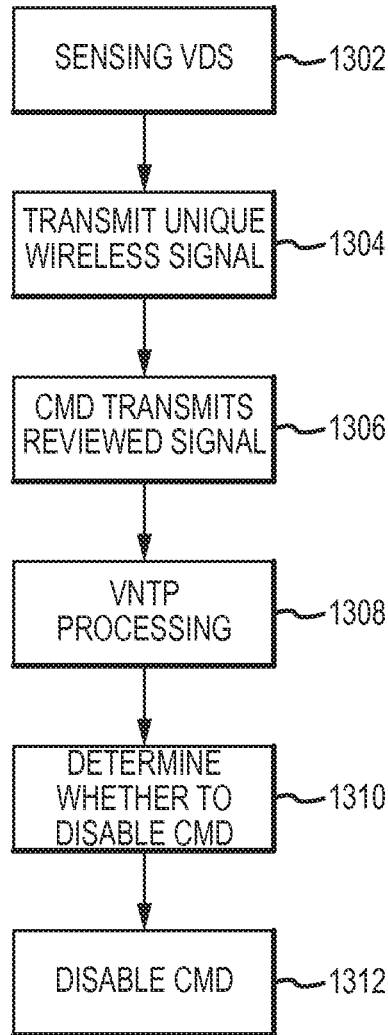 SENSING VDS
1302
TRANSMIT UNIQUE
WIRELESS SIGNAL
1304
CMD TRANSMITS
REVIEWED SIGNAL
1306
VNTP
PROCESSING
1308
DETERMINE
WHETHER TO
DISABLE CMD
1310
DISABLE CMD
1312